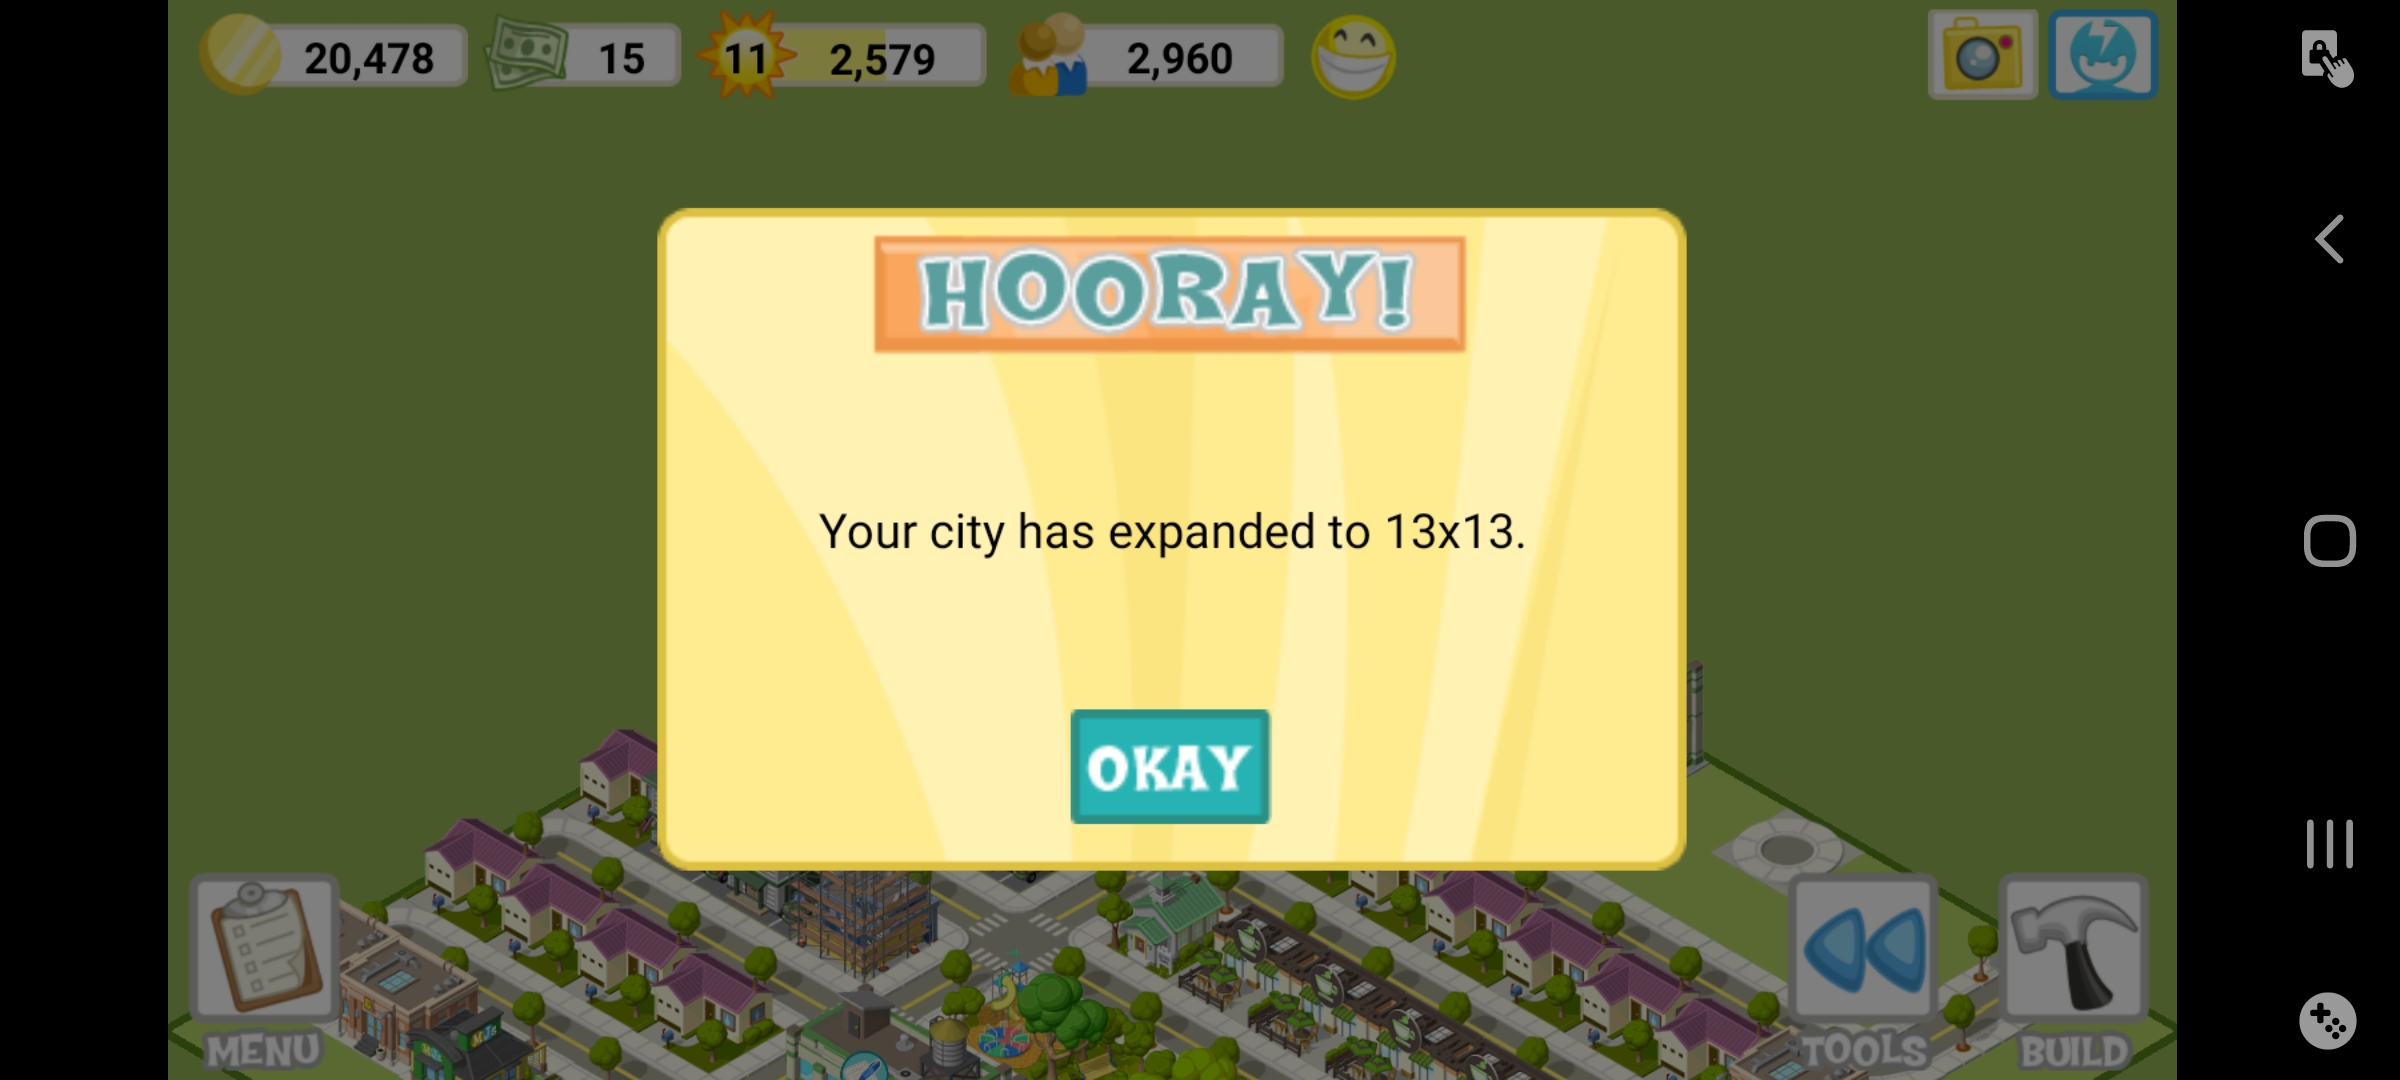 20,478
15
11
2,579
2,960
HOORAY!
Your city has expanded to 13x13.
OKAY
MENU
TOOLS
BUILD